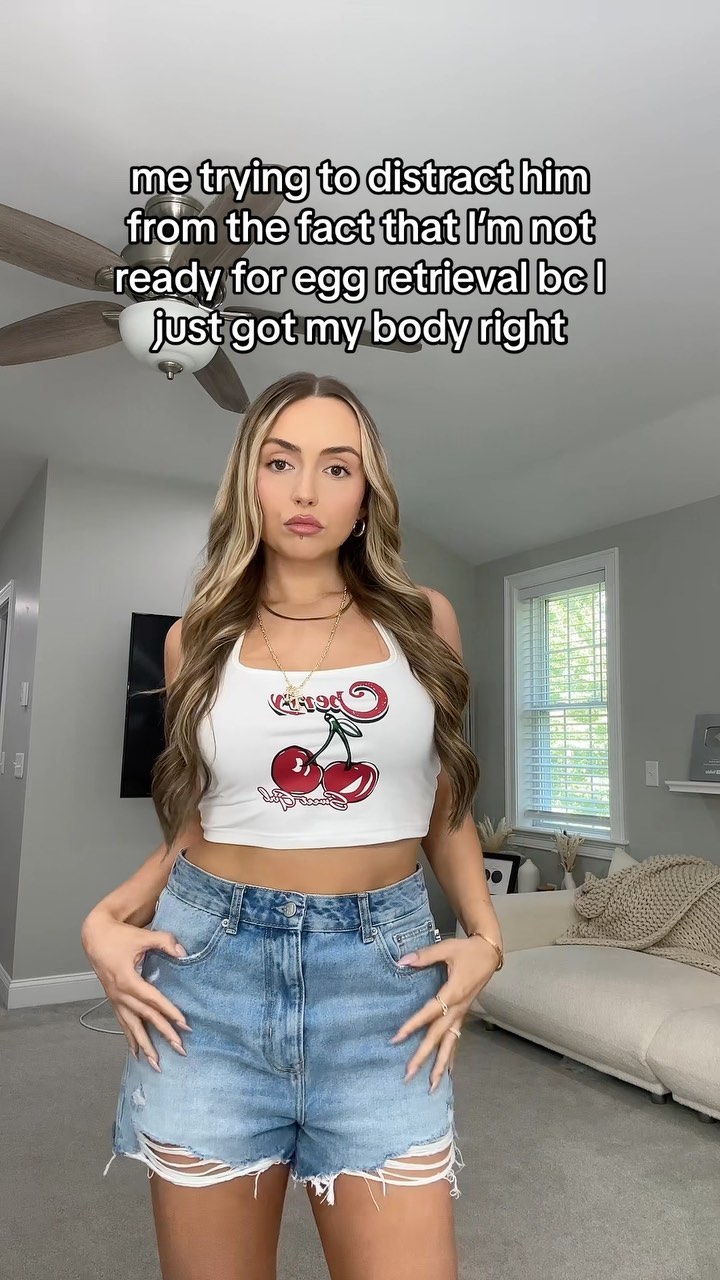 me trying to distract him
from the fact that I’m not
ready for egg retrieval bc I
just got my body right
Cherry
Sweet Girl